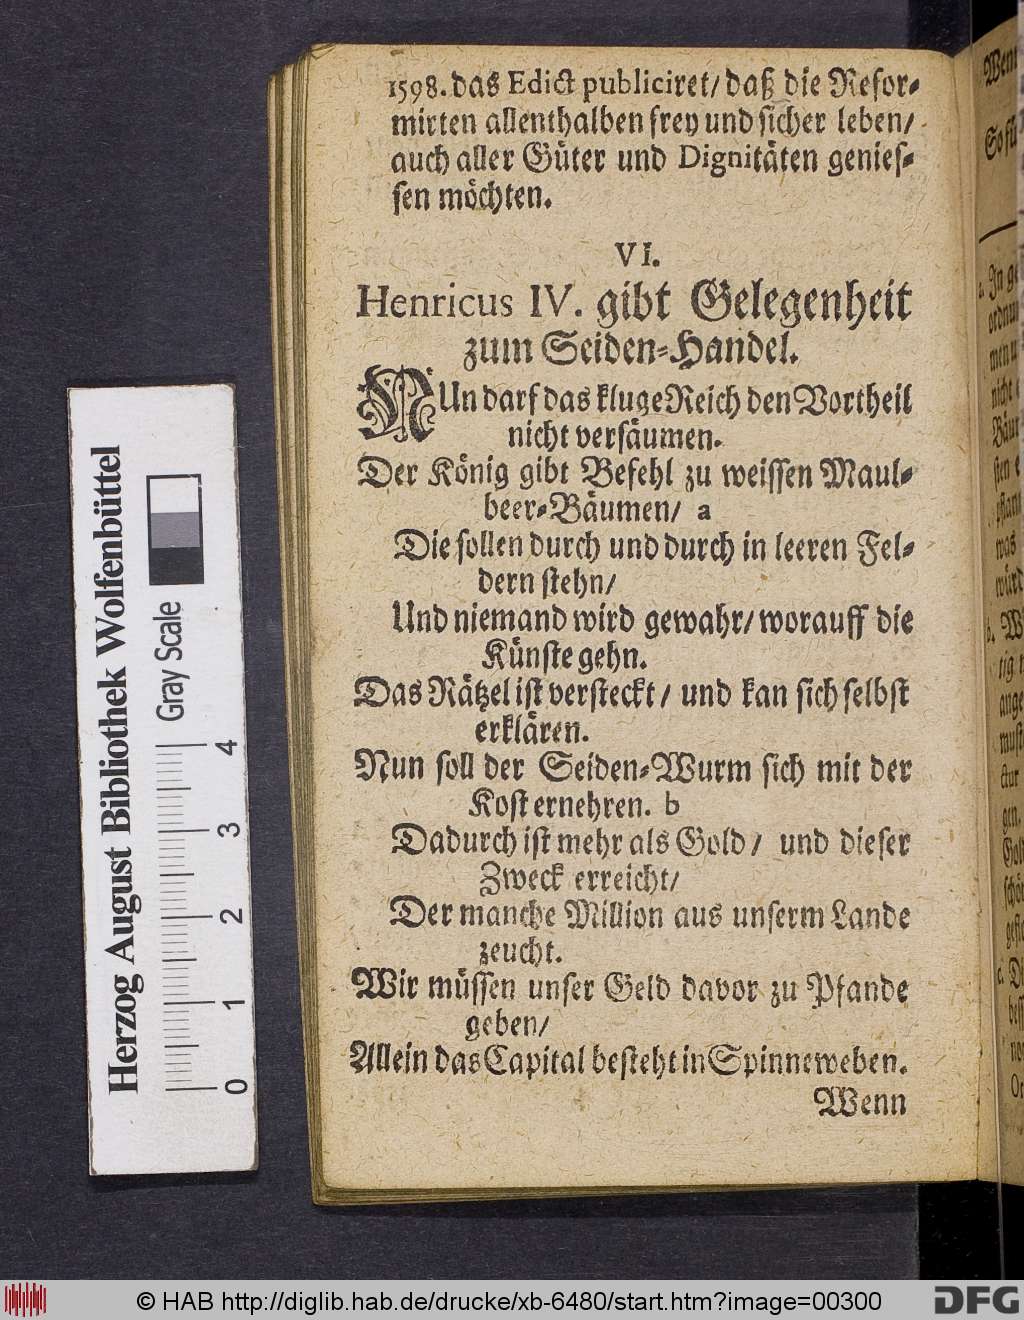 1598. das Edict publiciret/ daß die Refor-
mirten allenthalben frey und sicher leben/
auch aller Güter und Dignitäten genies-
sen möchten.
VI.
Henricus IV. gibt Gelegenheit
zum Seiden-Handel.
NUn darf das kluge Reich den Vortheil
nicht versäumen.
Der König gibt Befehl zu weissen Maul-
beer-Bäumen/ a
Die sollen durch und durch in leeren Fel-
dern stehn/
Und niemand wird gewahr/ worauff die
Künste gehn.
Das Rätzel ist versteckt/ und kan sich selbst
erklären.
Nun soll der Seiden-Wurm sich mit der
Kost ernehren. b
Dadurch ist mehr als Gold/ und dieser
Zweck erreicht/
Der manche Million aus unserm Lande
zeucht.
Wir müssen unser Geld davor zu Pfande
geben/
Allein das Capital besteht in Spinneweben.
Wenn
Herzog August Bibliothek Wolfenbüttel
Gray Scale
0 1 2 3 4
© HAB http://diglib.hab.de/drucke/xb-6480/start.htm?image=00300
DFG